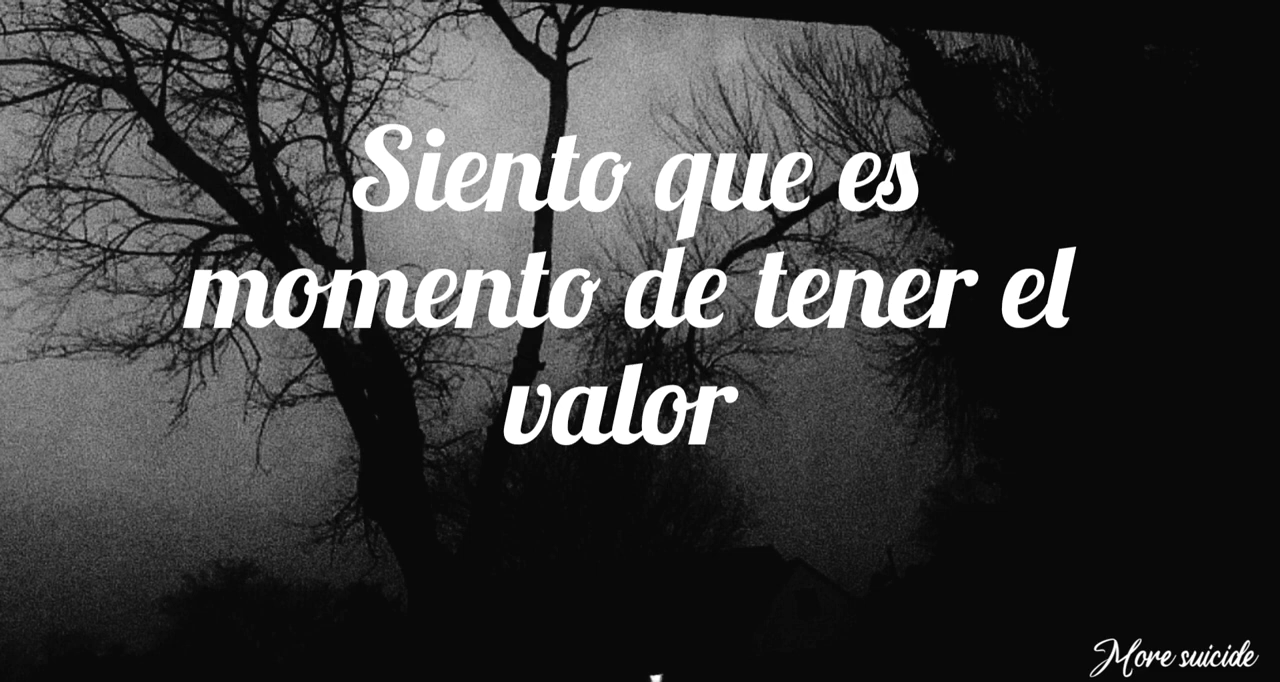 Siento que es
momento de tener el
valor
More suicide